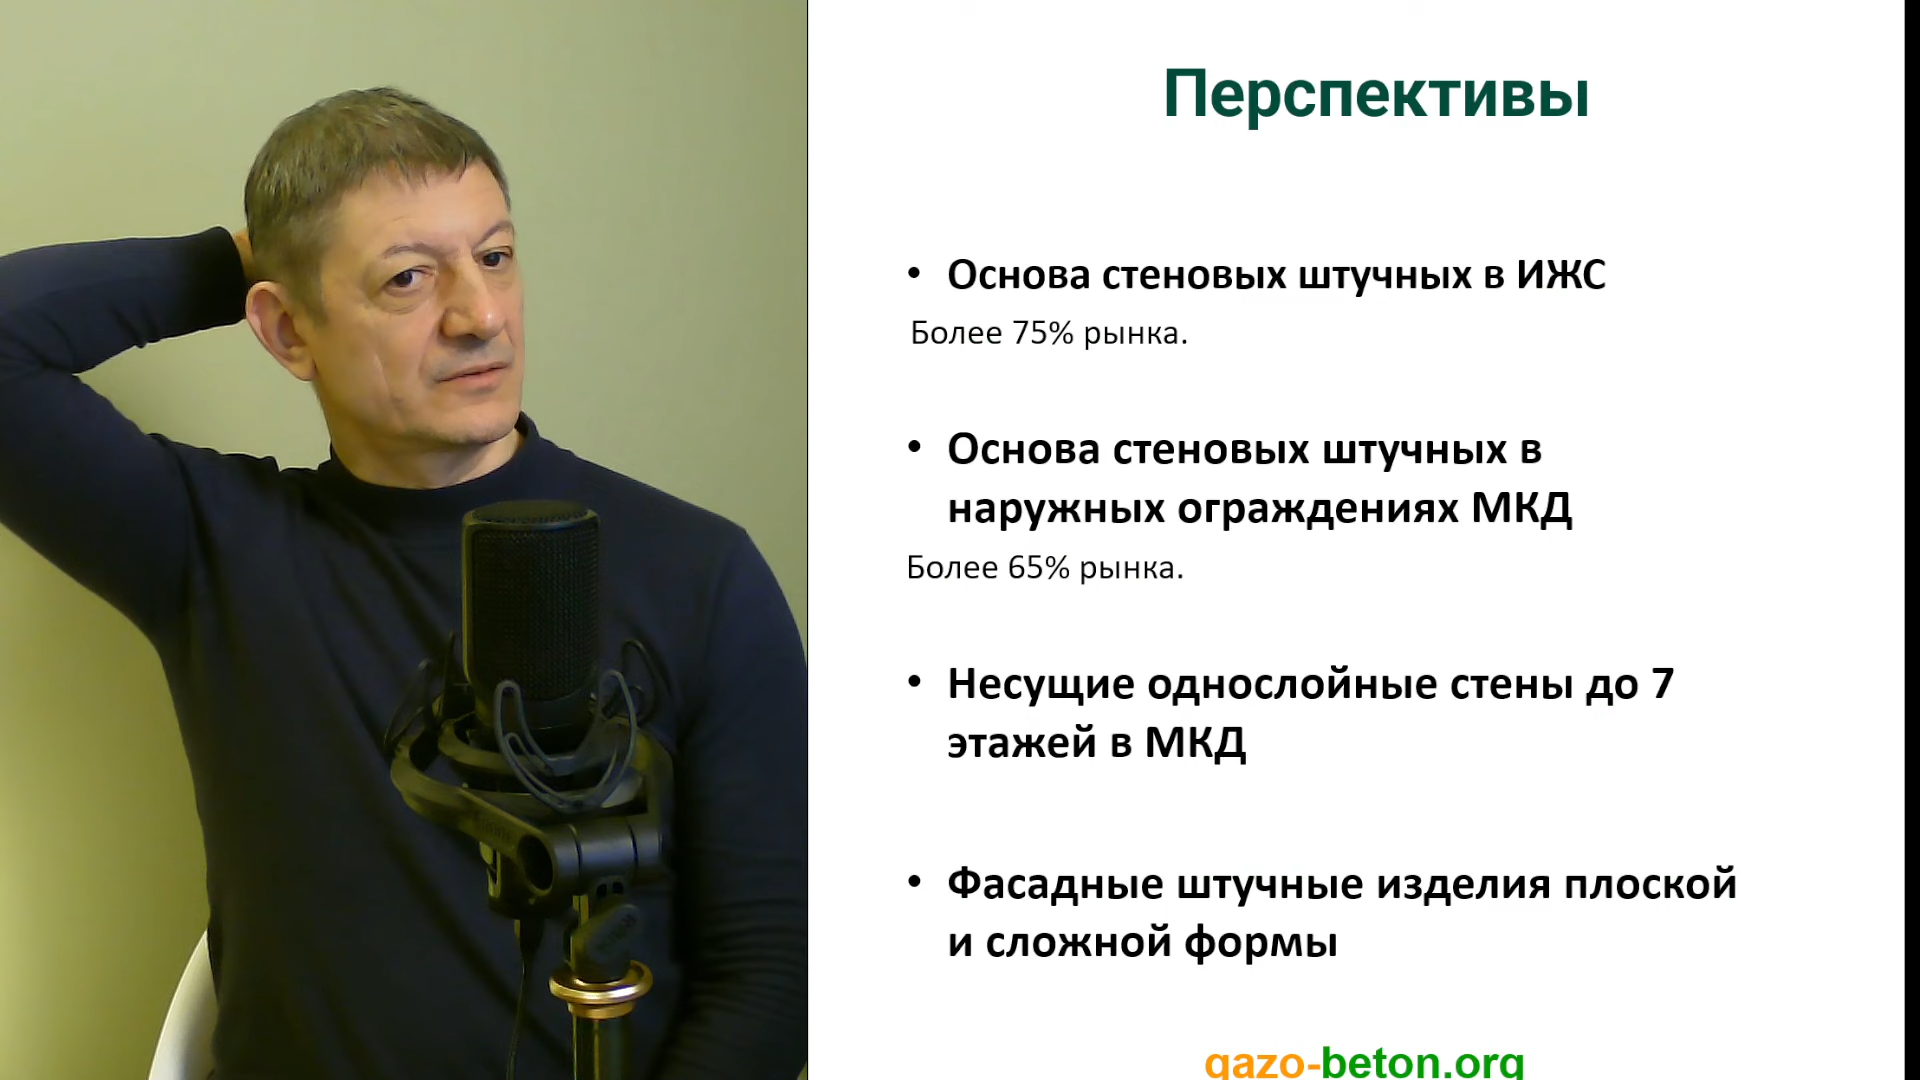 Перспективы
• Основа стеновых штучных в ИЖС
Более 75% рынка.
• Основа стеновых штучных в
наружных ограждениях МКД
Более 65% рынка.
• Несущие однослойные стены до 7
этажей в МКД
• Фасадные штучные изделия плоской
и сложной формы
gazo-beton.org